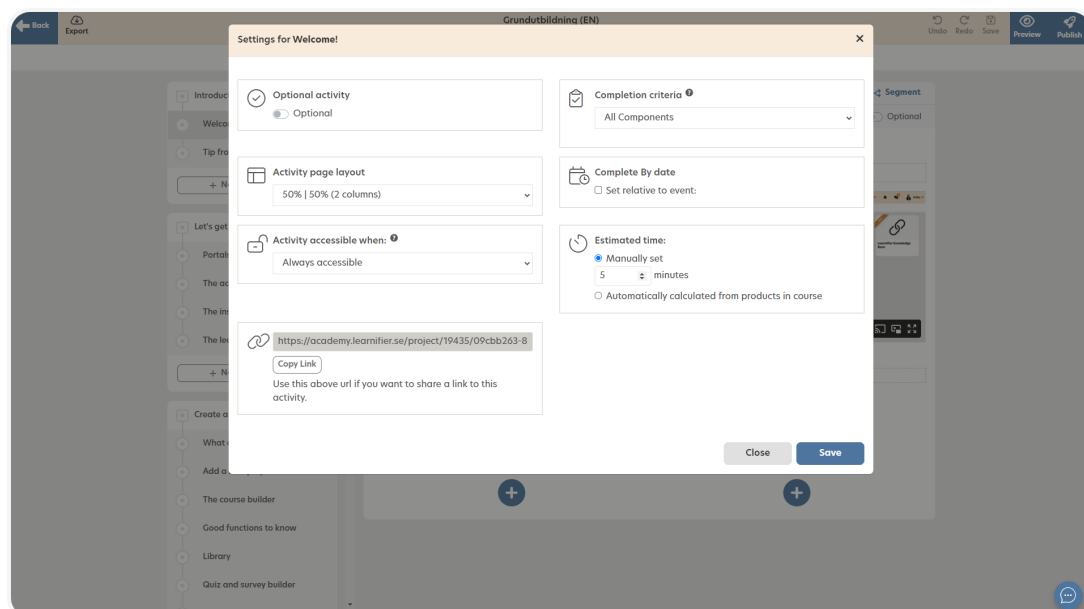 Back
Export
Grundutbildning (EN)
Undo
Redo
Save
Preview
Publish
Settings for Welcome!
Optional activity
Optional
Completion criteria
All Components
Activity page layout
50% | 50% (2 columns)
Complete By date
Set relative to event:
Activity accessible when:
Always accessible
Estimated time:
Manually set
5 minutes
Automatically calculated from products in course
https://academy.learnifier.se/project/19435/09cbb263-8
Copy Link
Use this above url if you want to share a link to this
activity.
Close
Save
Introduc
Welco
Tip fro
+ N
Let's get
Portal
The ac
The ins
The le
+ N
Create a
What
Add a
The course builder
Good functions to know
Library
Quiz and survey builder
Segment
Optional